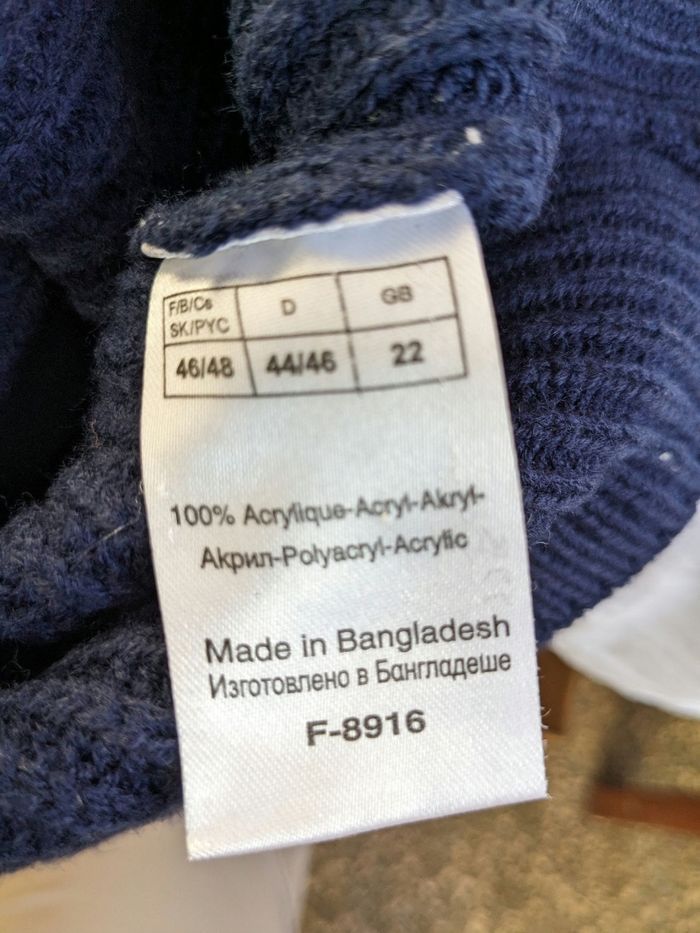 F/B/Cs D GB
SK/PYC
46/48 44/46 22
100% Acrylique-Acryl-Akryl-
Акрил-Polyacryl-Acrylic
Made in Bangladesh
Изготовлено в Бангладеше
F-8916